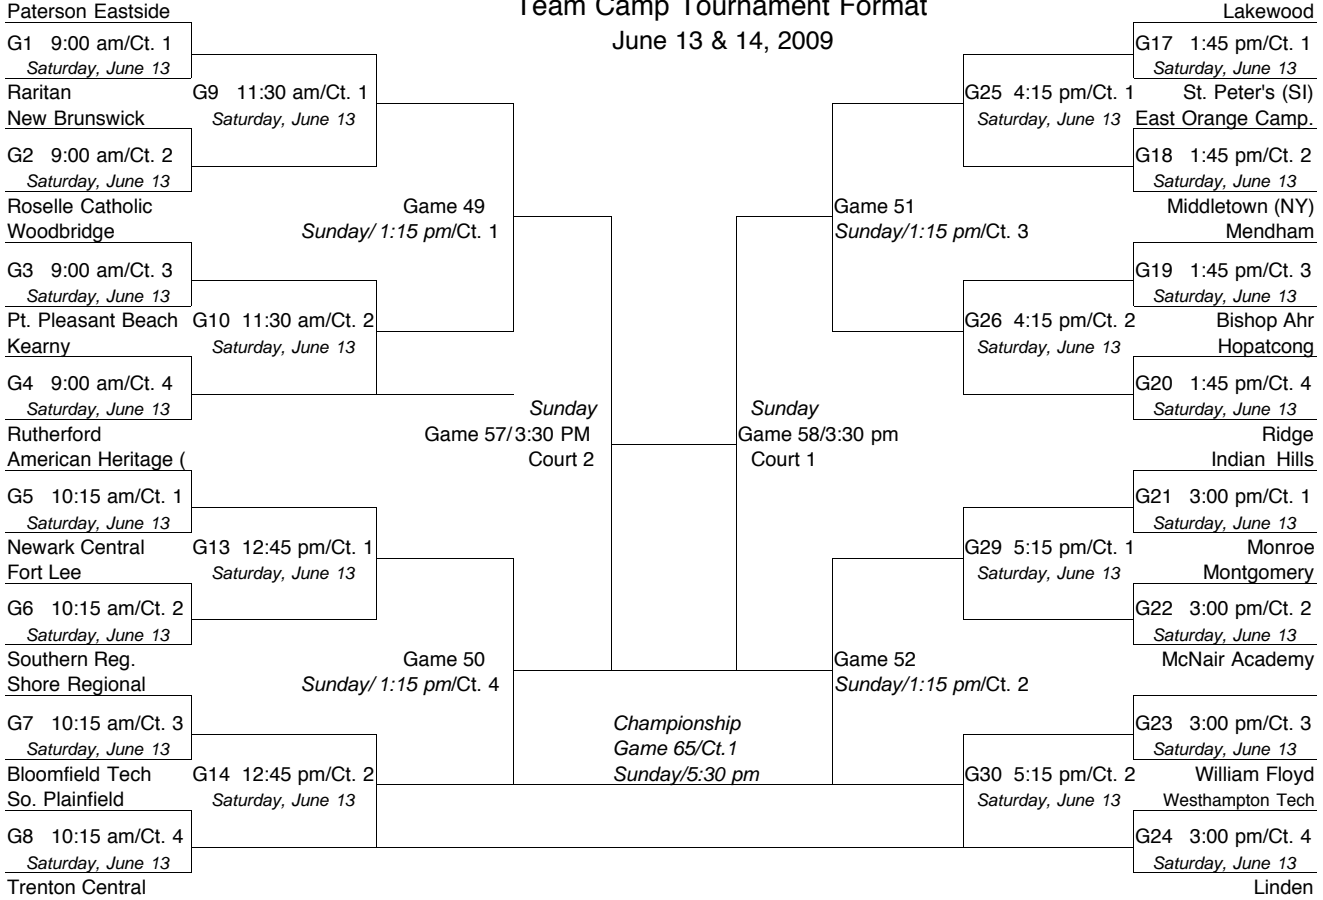 Team Camp Tournament Format
June 13 & 14, 2009
Paterson Eastside
G1 9:00 am/Ct. 1
Saturday, June 13
Raritan
New Brunswick
G2 9:00 am/Ct. 2
Saturday, June 13
Roselle Catholic
Woodbridge
G3 9:00 am/Ct. 3
Saturday, June 13
Pt. Pleasant Beach
Kearny
G4 9:00 am/Ct. 4
Saturday, June 13
Rutherford
American Heritage (
G5 10:15 am/Ct. 1
Saturday, June 13
Newark Central
Fort Lee
G6 10:15 am/Ct. 2
Saturday, June 13
Southern Reg.
Shore Regional
G7 10:15 am/Ct. 3
Saturday, June 13
Bloomfield Tech
So. Plainfield
G8 10:15 am/Ct. 4
Saturday, June 13
Trenton Central
G9 11:30 am/Ct. 1
Saturday, June 13
G10 11:30 am/Ct. 2
Saturday, June 13
G13 12:45 pm/Ct. 1
Saturday, June 13
G14 12:45 pm/Ct. 2
Saturday, June 13
Game 49
Sunday/ 1:15 pm/Ct. 1
Game 50
Sunday/ 1:15 pm/Ct. 4
Sunday
Game 57/3:30 PM
Court 2
Championship
Game 65/Ct.1
Sunday/5:30 pm
Sunday
Game 58/3:30 pm
Court 1
Game 51
Sunday/1:15 pm/Ct. 3
Game 52
Sunday/1:15 pm/Ct. 2
G25 4:15 pm/Ct. 1
Saturday, June 13
G26 4:15 pm/Ct. 2
Saturday, June 13
G29 5:15 pm/Ct. 1
Saturday, June 13
G30 5:15 pm/Ct. 2
Saturday, June 13
Lakewood
G17 1:45 pm/Ct. 1
Saturday, June 13
St. Peter's (SI)
East Orange Camp.
G18 1:45 pm/Ct. 2
Saturday, June 13
Middletown (NY)
Mendham
G19 1:45 pm/Ct. 3
Saturday, June 13
Bishop Ahr
Hopatcong
G20 1:45 pm/Ct. 4
Saturday, June 13
Ridge
Indian Hills
G21 3:00 pm/Ct. 1
Saturday, June 13
Monroe
Montgomery
G22 3:00 pm/Ct. 2
Saturday, June 13
McNair Academy
G23 3:00 pm/Ct. 3
Saturday, June 13
William Floyd
Westhampton Tech
G24 3:00 pm/Ct. 4
Saturday, June 13
Linden